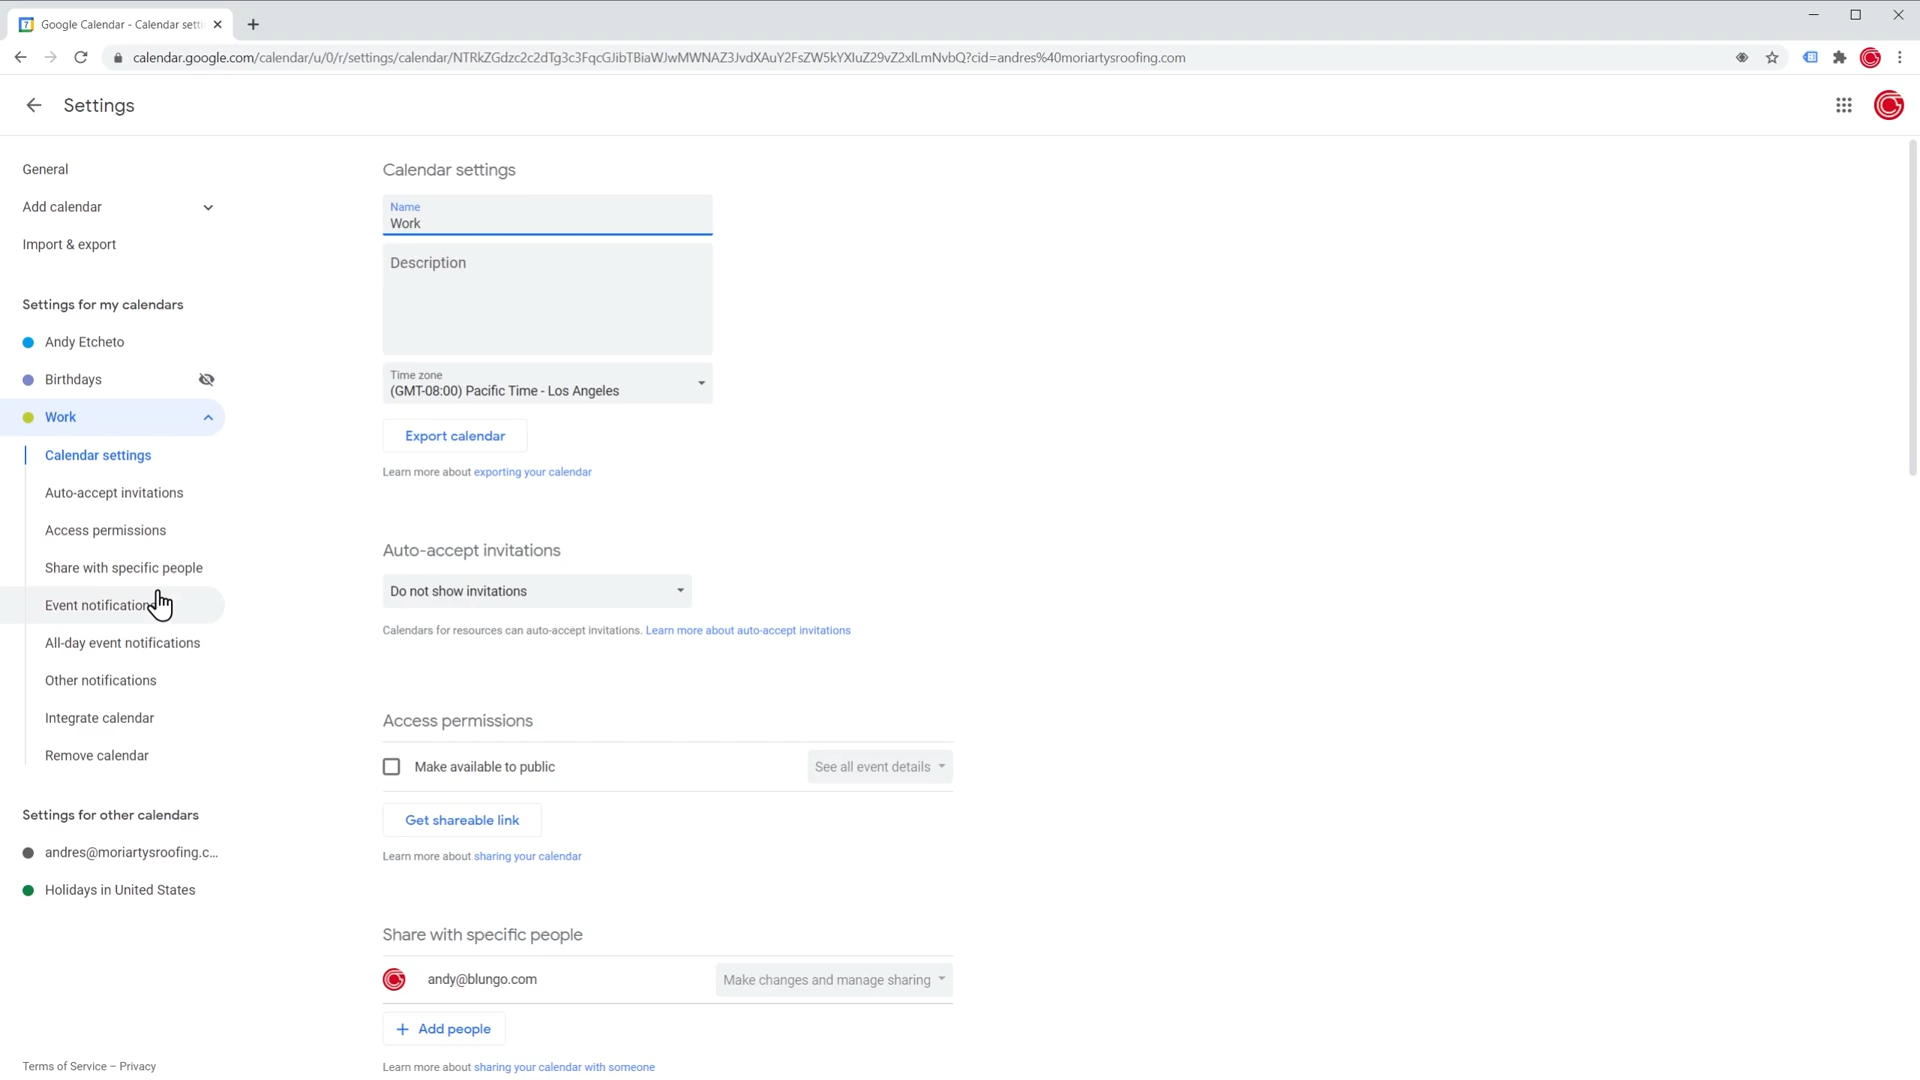 Google Calendar - Calendar setti
calendar.google.com/calendar/u/0/r/settings/calendar/NTRkZGdzc2c2dTg3c3FqcGJibTBiaWJwMWNAZ3JvdXAuY2FsZW5kYXIuZ29vZ2xlLmNvbQ?cid=andres%40moriartysroofing.com
Settings
General
Add calendar
Import & export
Settings for my calendars
Andy Etcheto
Birthdays
Work
Calendar settings
Auto-accept invitations
Access permissions
Share with specific people
Event notification
All-day event notifications
Other notifications
Integrate calendar
Remove calendar
Settings for other calendars
andres@moriartysroofing.c...
Holidays in United States
Terms of Service – Privacy
Calendar settings
Name
Work
Description
Time zone
(GMT-08:00) Pacific Time - Los Angeles
Export calendar
Learn more about exporting your calendar
Auto-accept invitations
Do not show invitations
Calendars for resources can auto-accept invitations. Learn more about auto-accept invitations
Access permissions
Make available to public See all event details
Get shareable link
Learn more about sharing your calendar
Share with specific people
andy@blungo.com Make changes and manage sharing
Add people
Learn more about sharing your calendar with someone